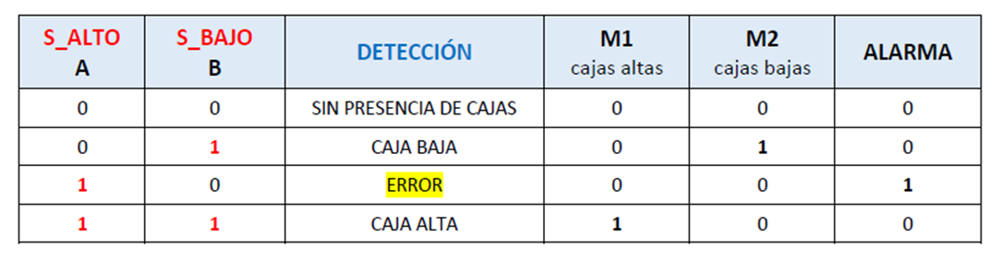 S_ALTO A S_BAJO B DETECCIÓN M1 cajas altas M2 cajas bajas ALARMA
0 0 SIN PRESENCIA DE CAJAS 0 0 0
0 1 CAJA BAJA 0 1 0
1 0 ERROR 0 0 1
1 1 CAJA ALTA 1 0 0